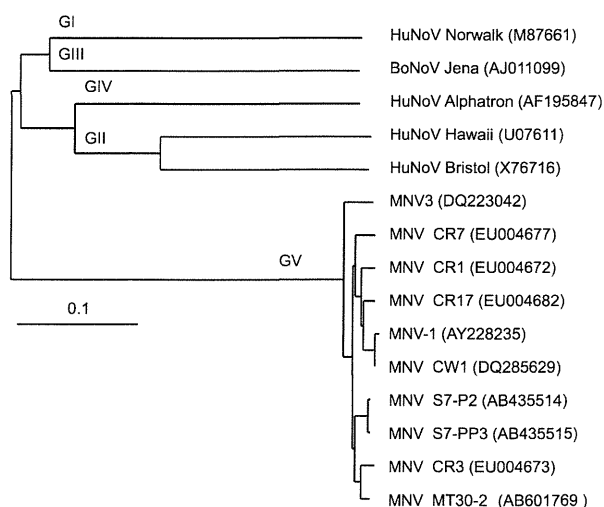 GI
HuNoV Norwalk (M87661)
GIII
BoNoV Jena (AJ011099)
GIV
HuNoV Alphatron (AF195847)
GII
HuNoV Hawaii (U07611)
HuNoV Bristol (X76716)
MNV3 (DQ223042)
MNV CR7 (EU004677)
GV
MNV CR1 (EU004672)
MNV CR17 (EU004682)
0.1
MNV-1 (AY228235)
MNV CW1 (DQ285629)
MNV S7-P2 (AB435514)
MNV S7-PP3 (AB435515)
MNV CR3 (EU004673)
MNV MT30-2 (AB601769 )